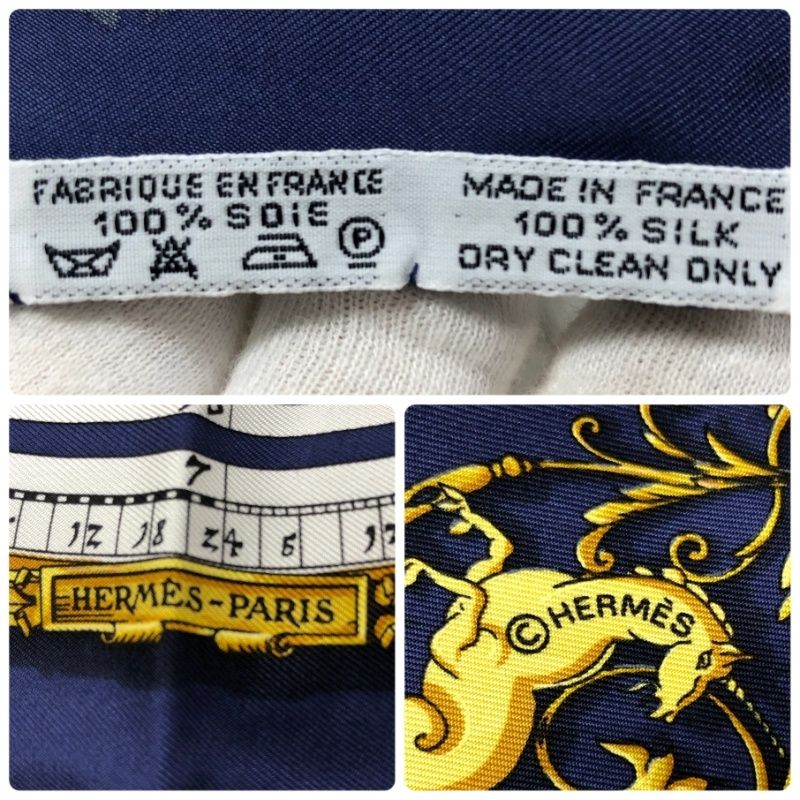 FABRIQUE EN FRANCE
100% SOIE
P
MADE IN FRANCE
100% SILK
DRY CLEAN ONLY
7
12 18 24 6
HERMÈS-PARIS
©HERMÈS